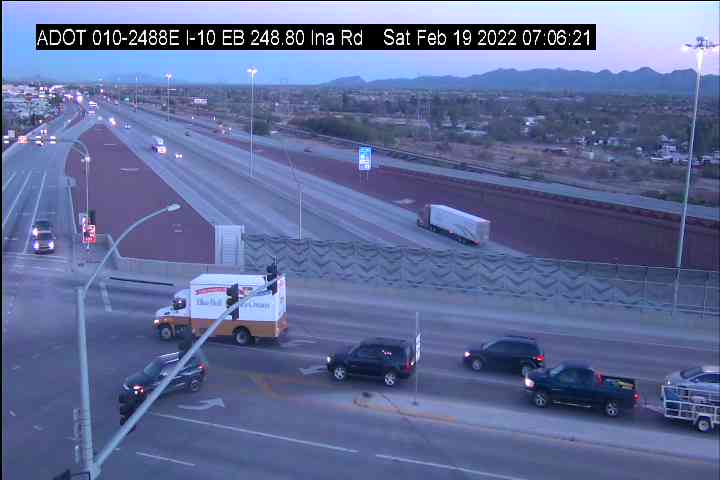 ADOT 010-2488E I-10 EB 248.80 Ina Rd Sat Feb 19 2022 07:06:21
Blue Bell Ice Cream